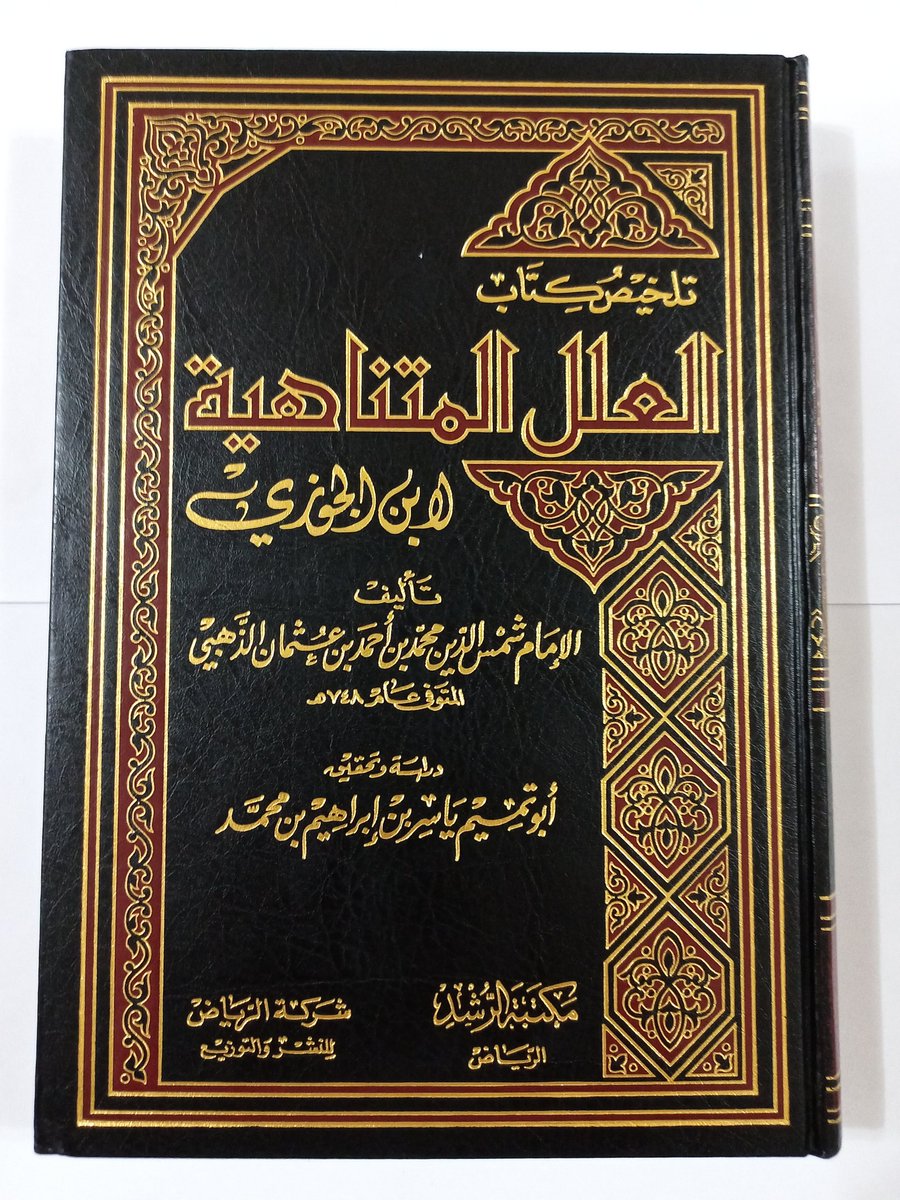 تلخيص كتاب
العلل المتناهية
لابن الجوزي
تأليف
الإمام شمس الدين محمد بن أحمد بن عثمان الذهبي
المتوفى عام ٧٤٨هـ
دراسة وتحقيق
أبو تميم ياسر بن إبراهيم بن محمد
مكتبة الرشد
الرياض
شركة الرياض
للنشر والتوزيع